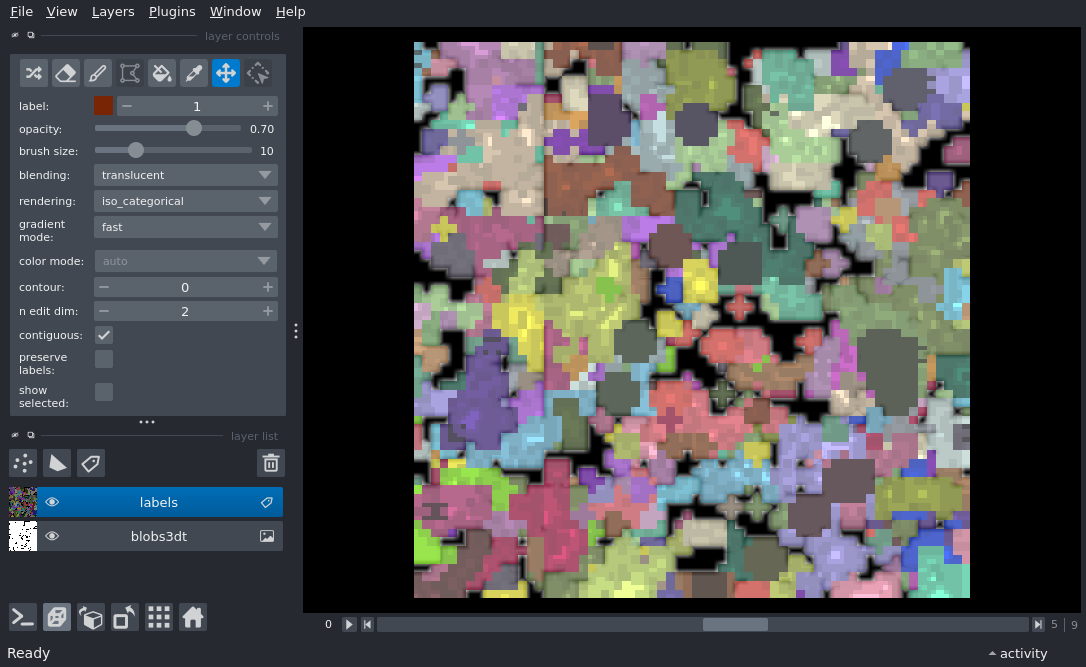 File View Layers Plugins Window Help
layer controls
label: 1
opacity: 0.70
brush size: 10
blending: translucent
rendering: iso_categorical
gradient
mode: fast
color mode: auto
contour: 0
n edit dim: 2
contiguous:
preserve
labels:
show
selected:
layer list
labels
blobs3dt
0 5 | 9
Ready
activity